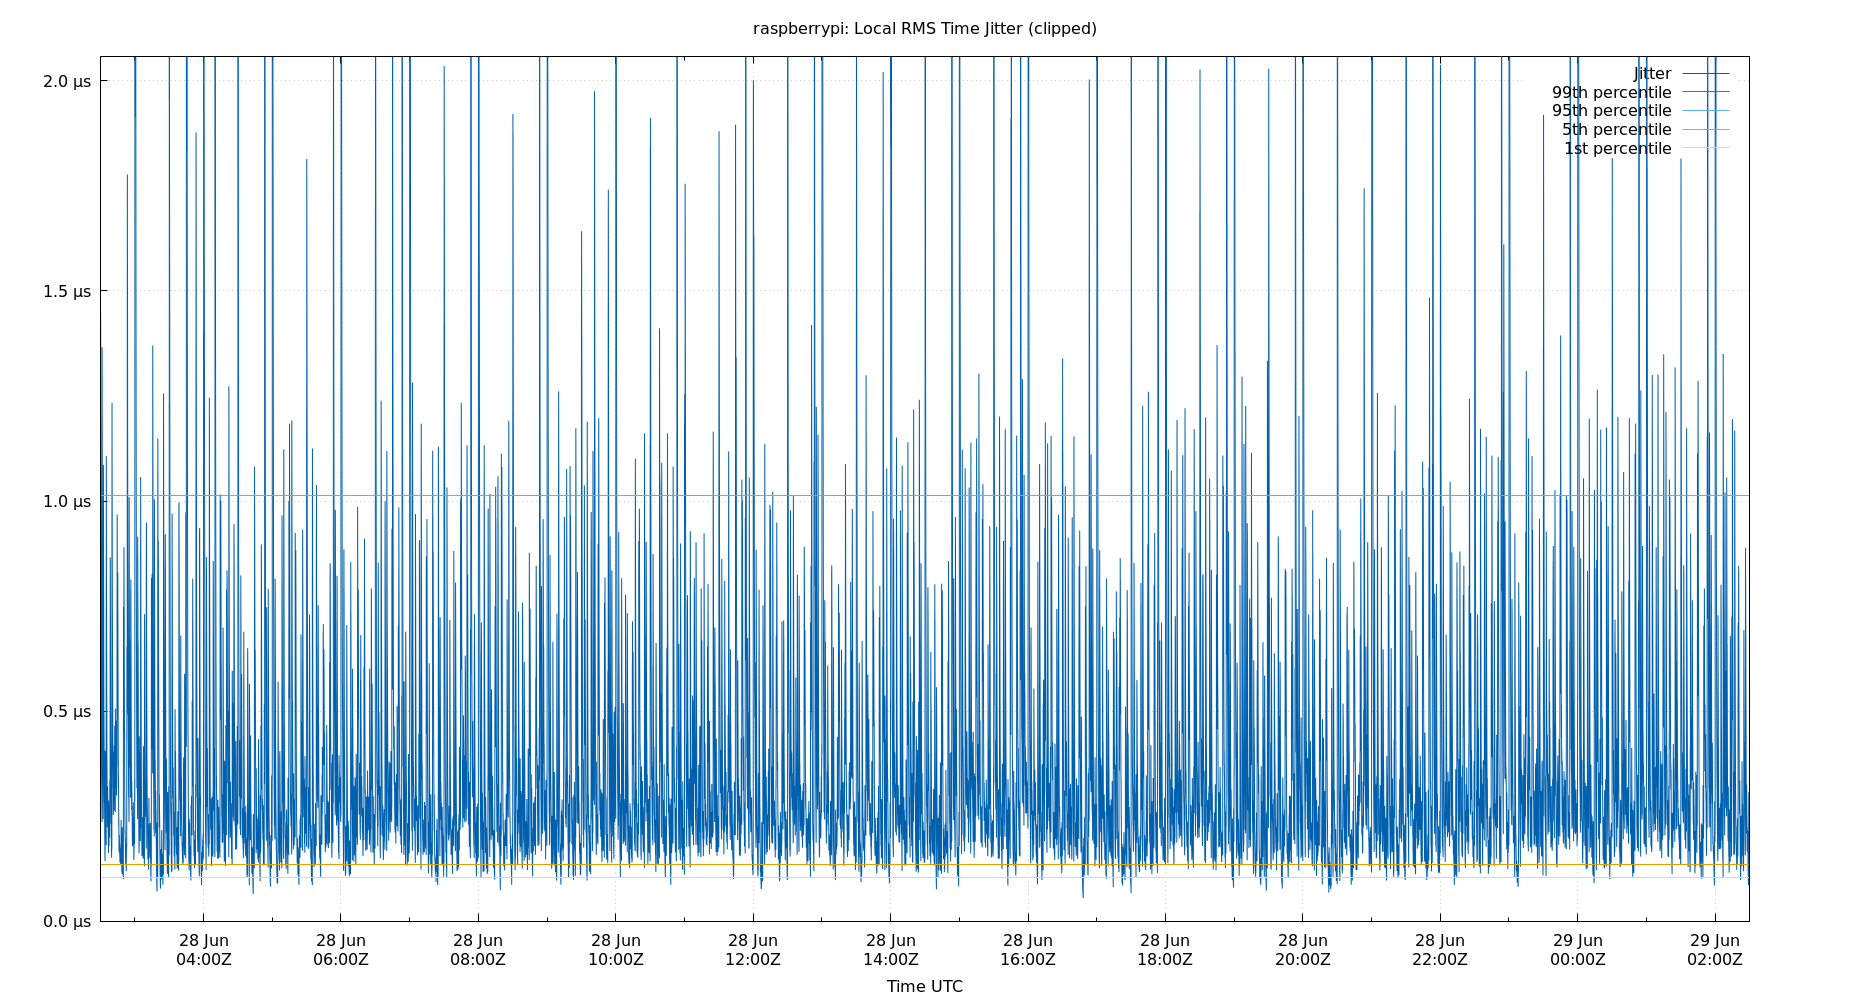 raspberrypi: Local RMS Time Jitter (clipped)
2.0 µs
1.5 µs
1.0 µs
0.5 µs
0.0 µs
Jitter
99th percentile
95th percentile
5th percentile
1st percentile
28 Jun 28 Jun 28 Jun 28 Jun 28 Jun 28 Jun 28 Jun 28 Jun 28 Jun 28 Jun 29 Jun 29 Jun
04:00Z 06:00Z 08:00Z 10:00Z 12:00Z 14:00Z 16:00Z 18:00Z 20:00Z 22:00Z 00:00Z 02:00Z
Time UTC